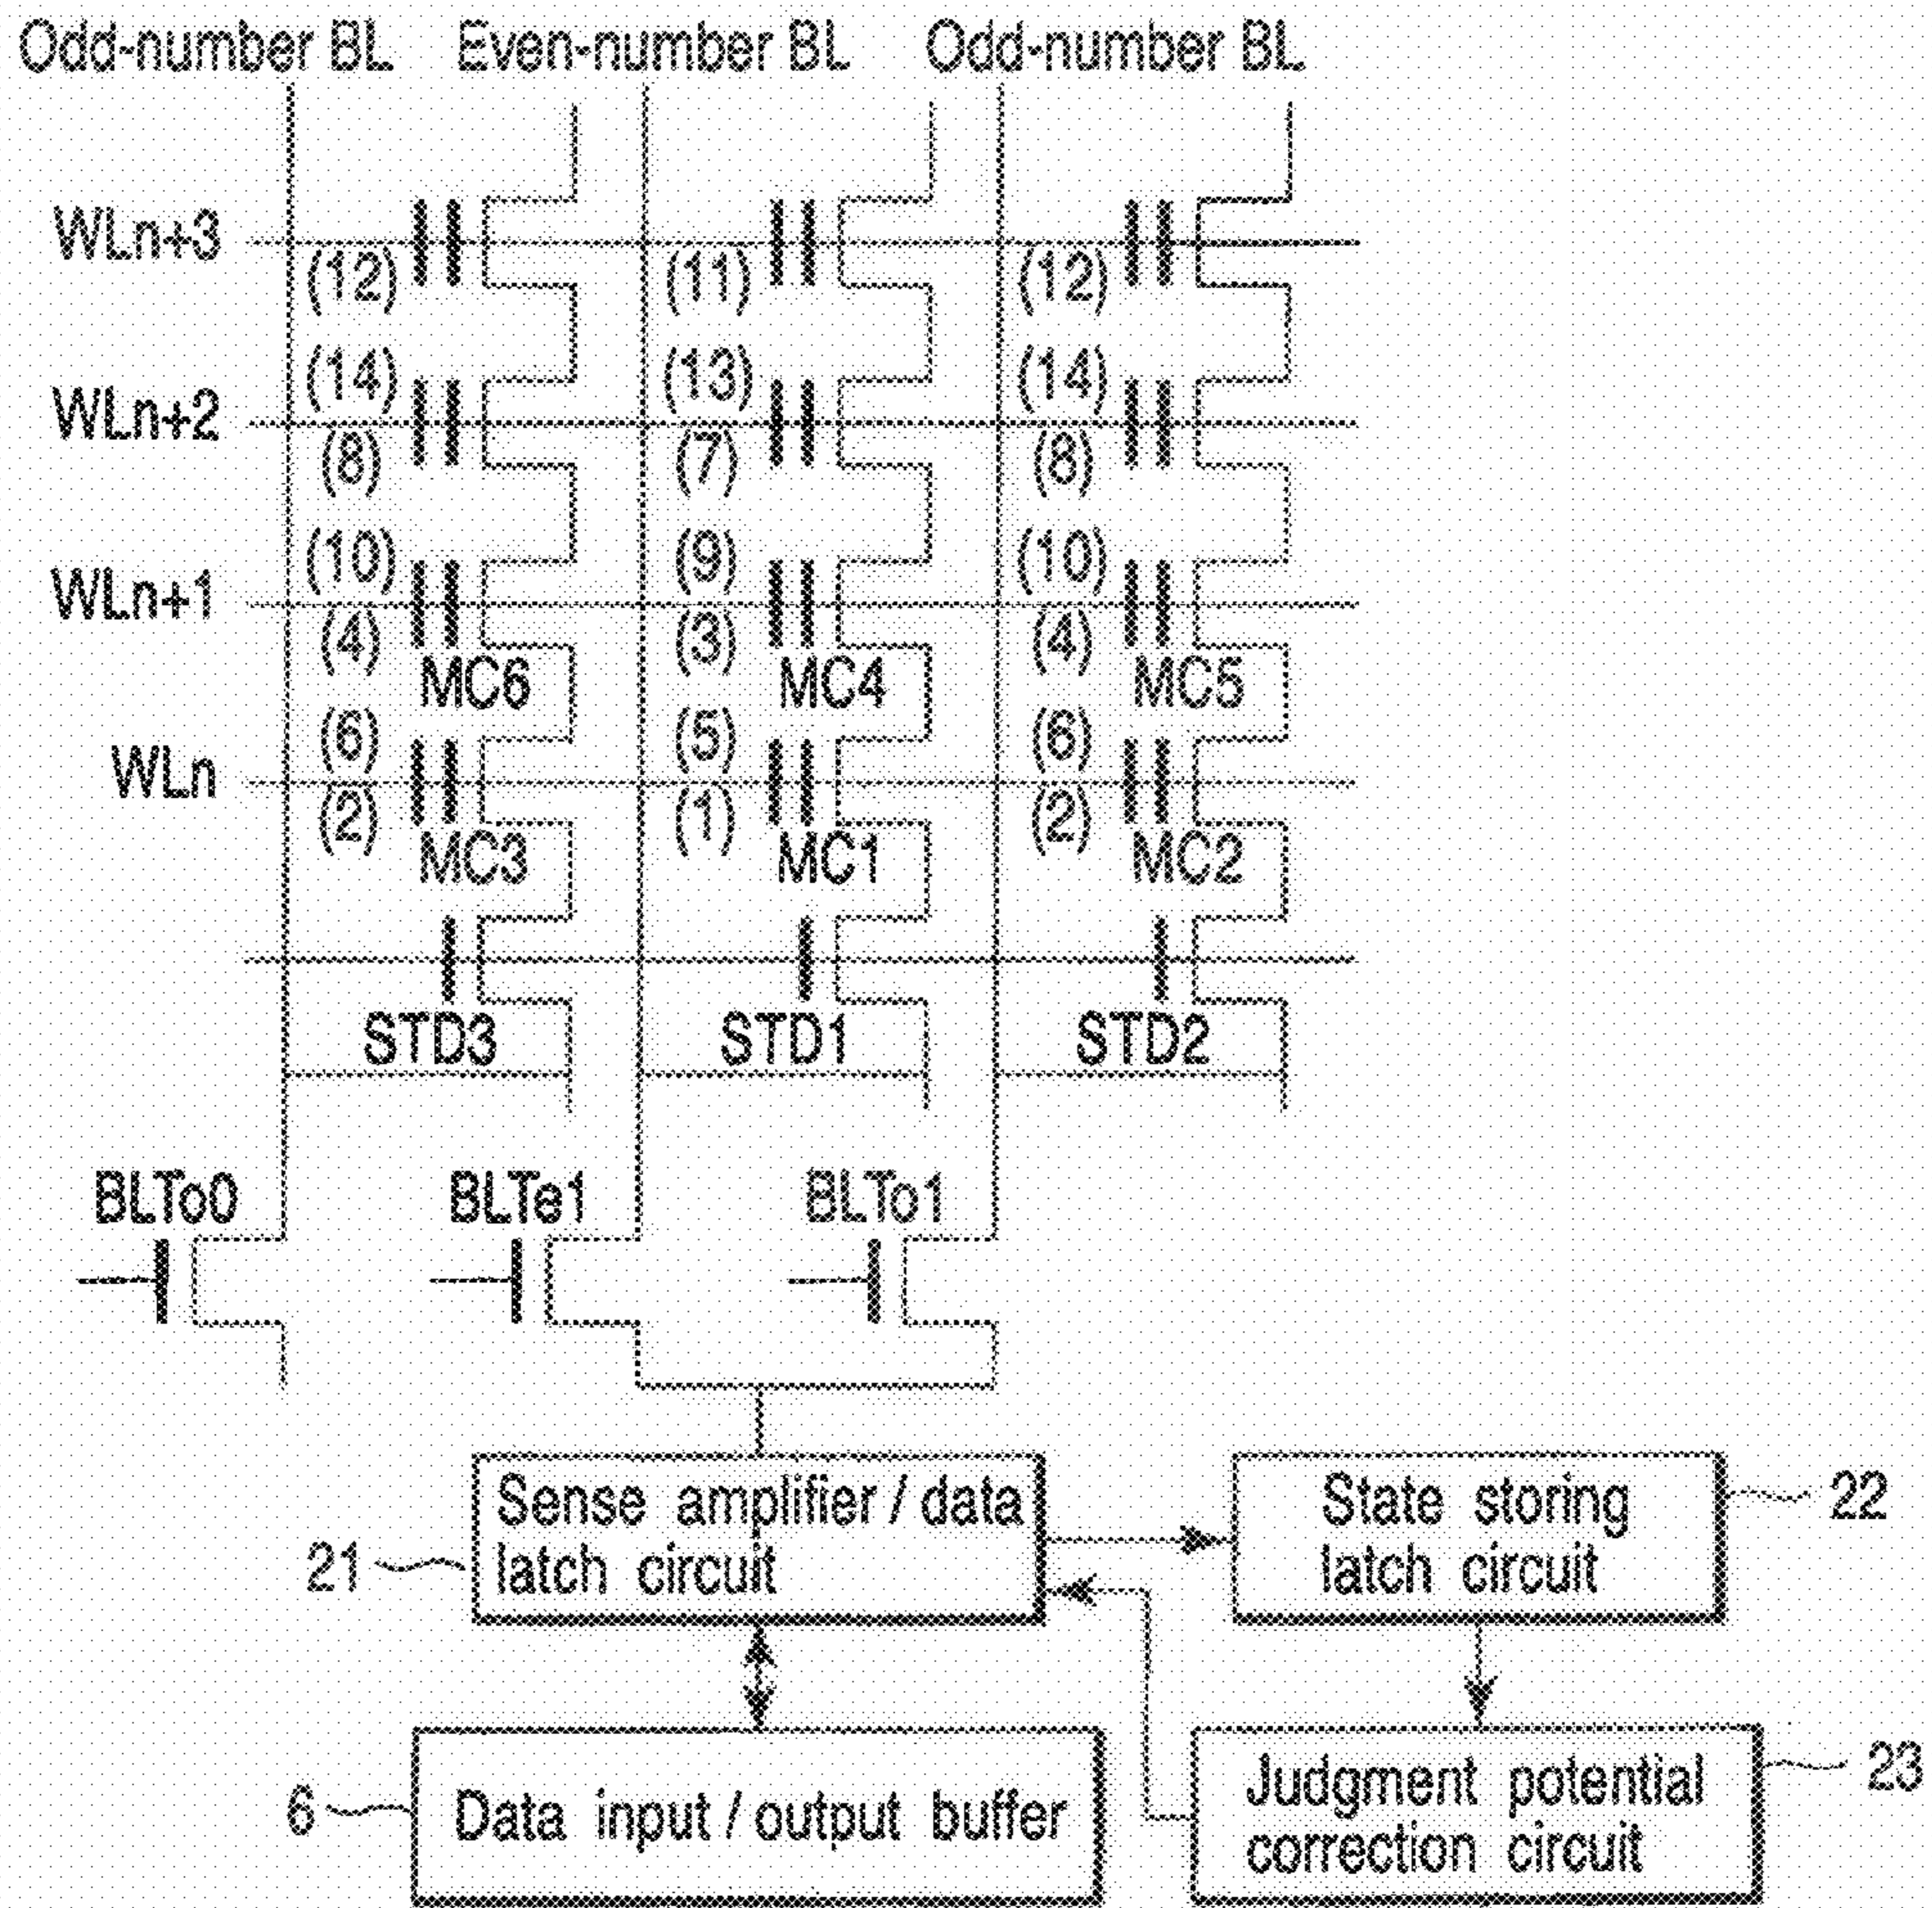 Odd-number BL Even-number BL Odd-number BL
WLn+3
(12) (11) (12)
(14) (13) (14)
WLn+2
(8) (7) (8)
(10) (9) (10)
WLn+1
(4) (3) (4)
MC6 MC4 MC5
(6) (5) (6)
WLn
(2) (1) (2)
MC3 MC1 MC2
STD3 STD1 STD2
BLTo0 BLTe1 BLTo1
Sense amplifier / data
latch circuit
21
State storing
latch circuit
22
6
Data input / output buffer
Judgment potential
correction circuit
23